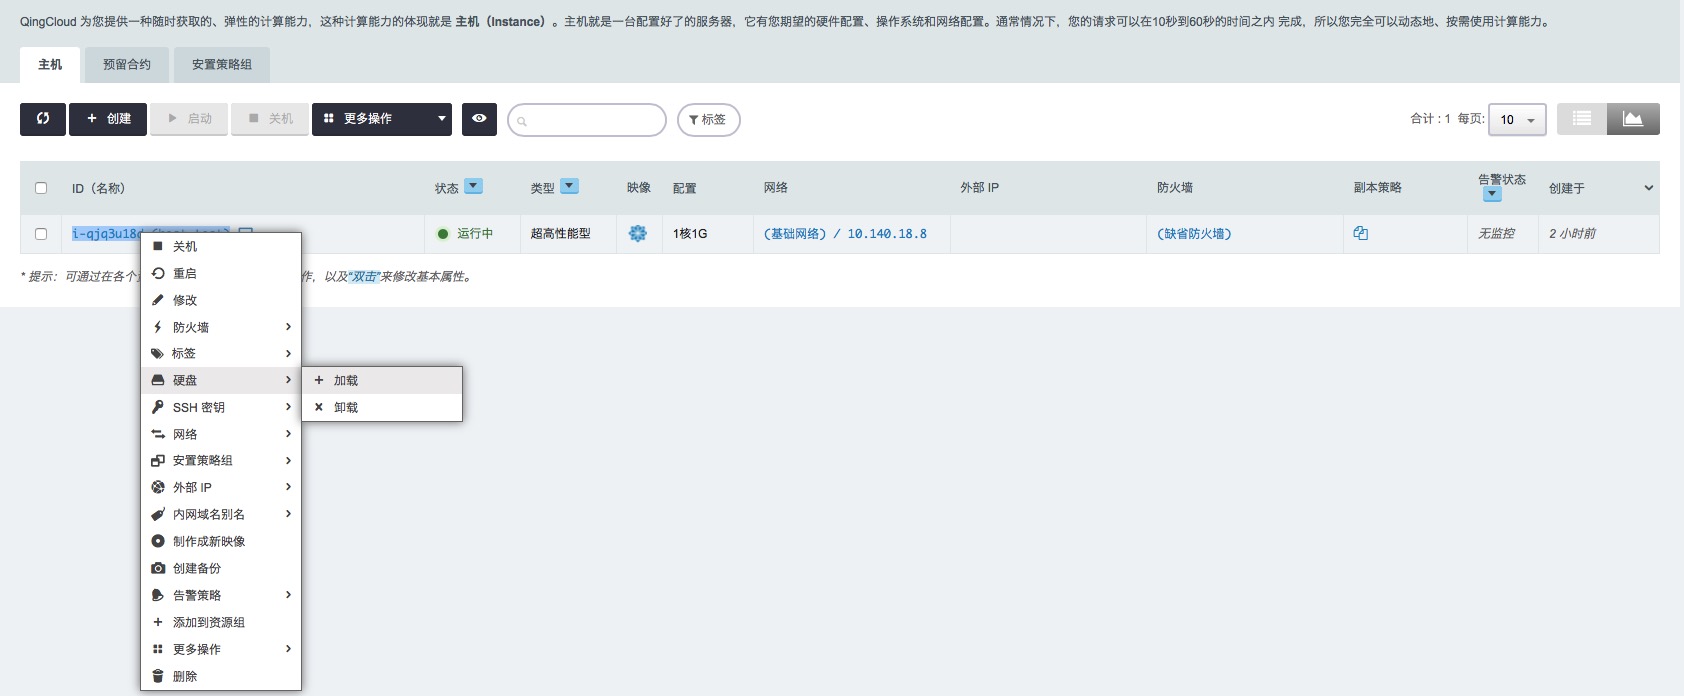 QingCloud 为您提供一种随时获取的、弹性的计算能力，这种计算能力的体现就是 主机（Instance）。主机就是一台配置好了的服务器，它有您期望的硬件配置、操作系统和网络配置。通常情况下，您的请求可以在10秒到60秒的时间之内 完成，所以您完全可以动态地、按需使用计算能力。
主机 预留合约 安置策略组
创建 启动 关机 更多操作 标签 合计 : 1 每页: 10
ID（名称） 状态 类型 映像 配置 网络 外部 IP 防火墙 副本策略 告警状态 创建于
i-qjq3u18d 运行中 超高性能型 1核1G (基础网络) / 10.140.18.8 (缺省防火墙) 无监控 2 小时前
* 提示：可通过在各个 作，以及“双击”来修改基本属性。
关机
重启
修改
防火墙
标签
硬盘
加载
SSH 密钥
卸载
网络
安置策略组
外部 IP
内网域名别名
制作成新映像
创建备份
告警策略
添加到资源组
更多操作
删除